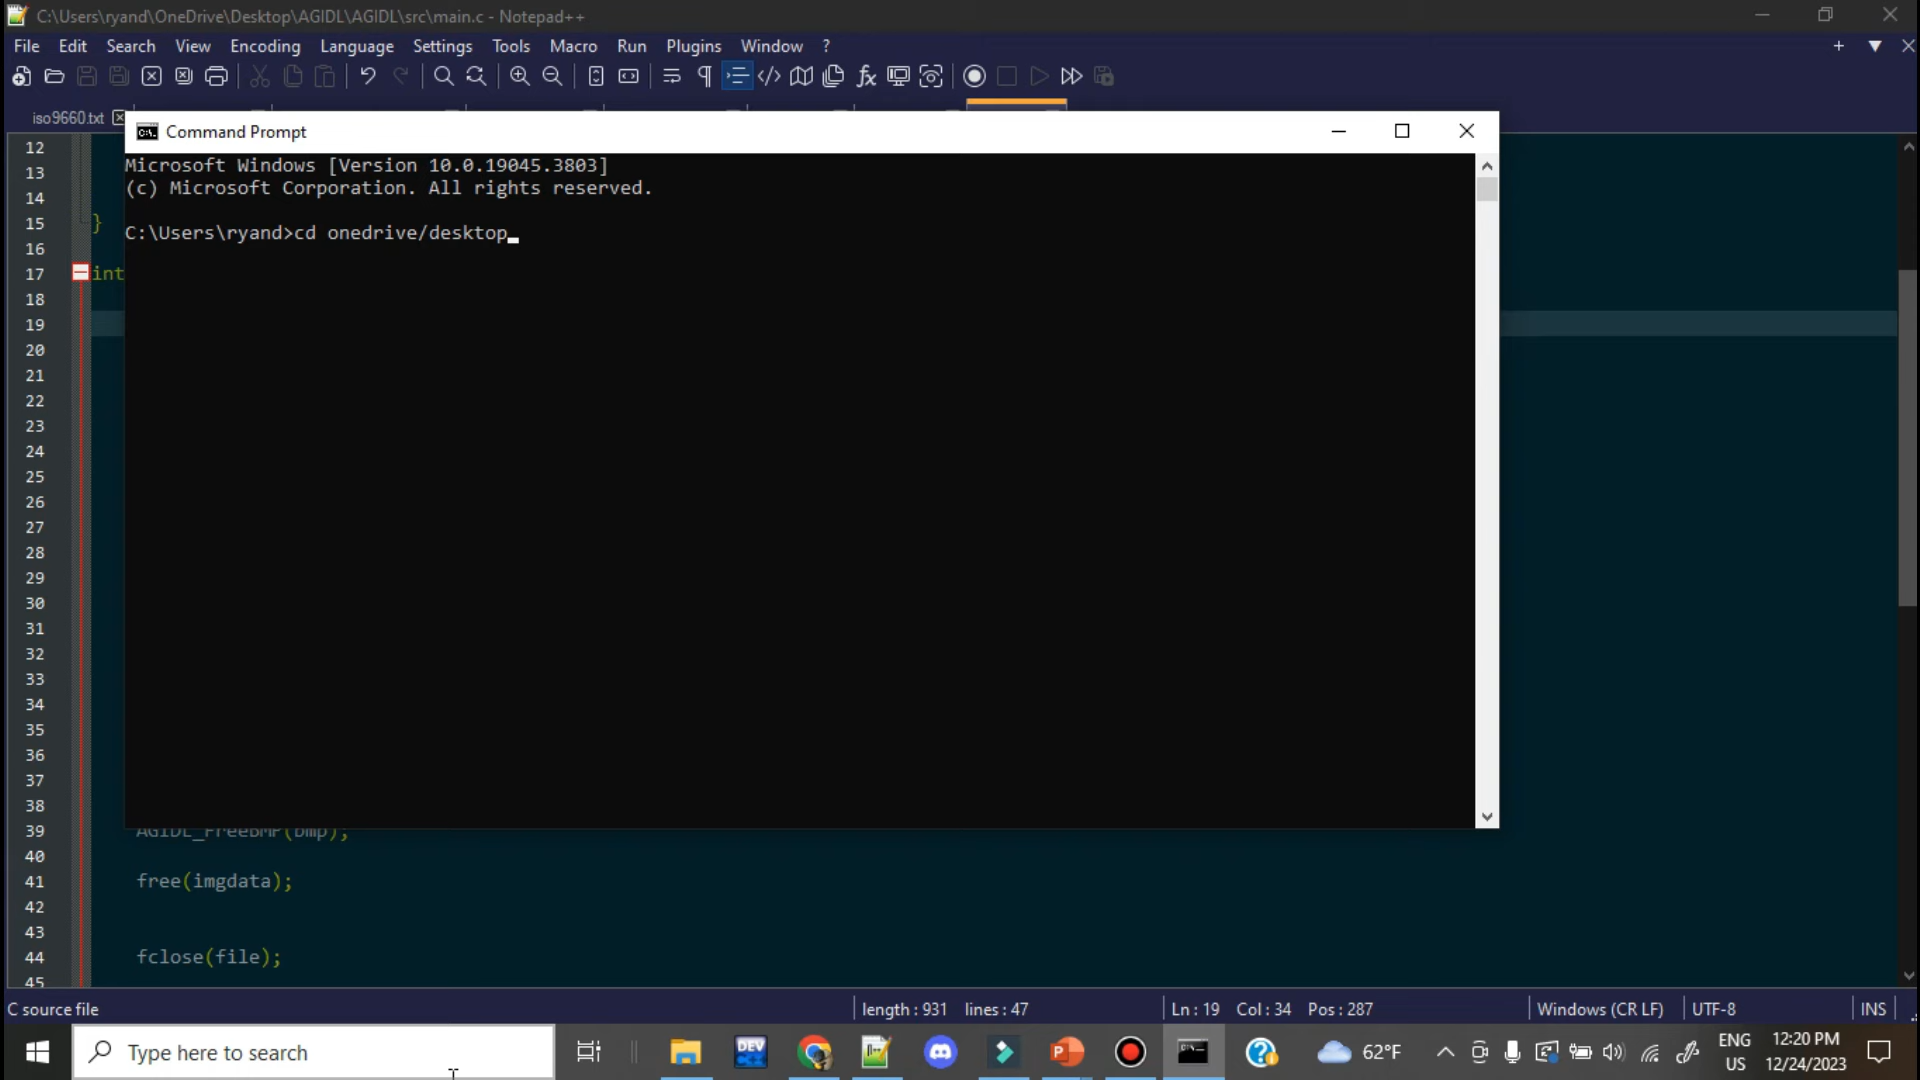 C:\Users\ryand\OneDrive\Desktop\AGIDL\AGIDL\src\main.c - Notepad++
File Edit Search View Encoding Language Settings Tools Macro Run Plugins Window ?
iso9660.txt
Command Prompt
Microsoft Windows [Version 10.0.19045.3803]
(c) Microsoft Corporation. All rights reserved.
C:\Users\ryand>cd onedrive/desktop
12
13
14
15 }
16
17 int
18
19
20
21
22
23
24
25
26
27
28
29
30
31
32
33
34
35
36
37
38
39 AGIDL_FreeBMP(bmp);
40
41 free(imgdata);
42
43
44 fclose(file);
45
C source file length : 931 lines : 47 Ln : 19 Col : 34 Pos : 287 Windows (CR LF) UTF-8 INS
Type here to search
DEV
62°F
ENG
US
12:20 PM
12/24/2023